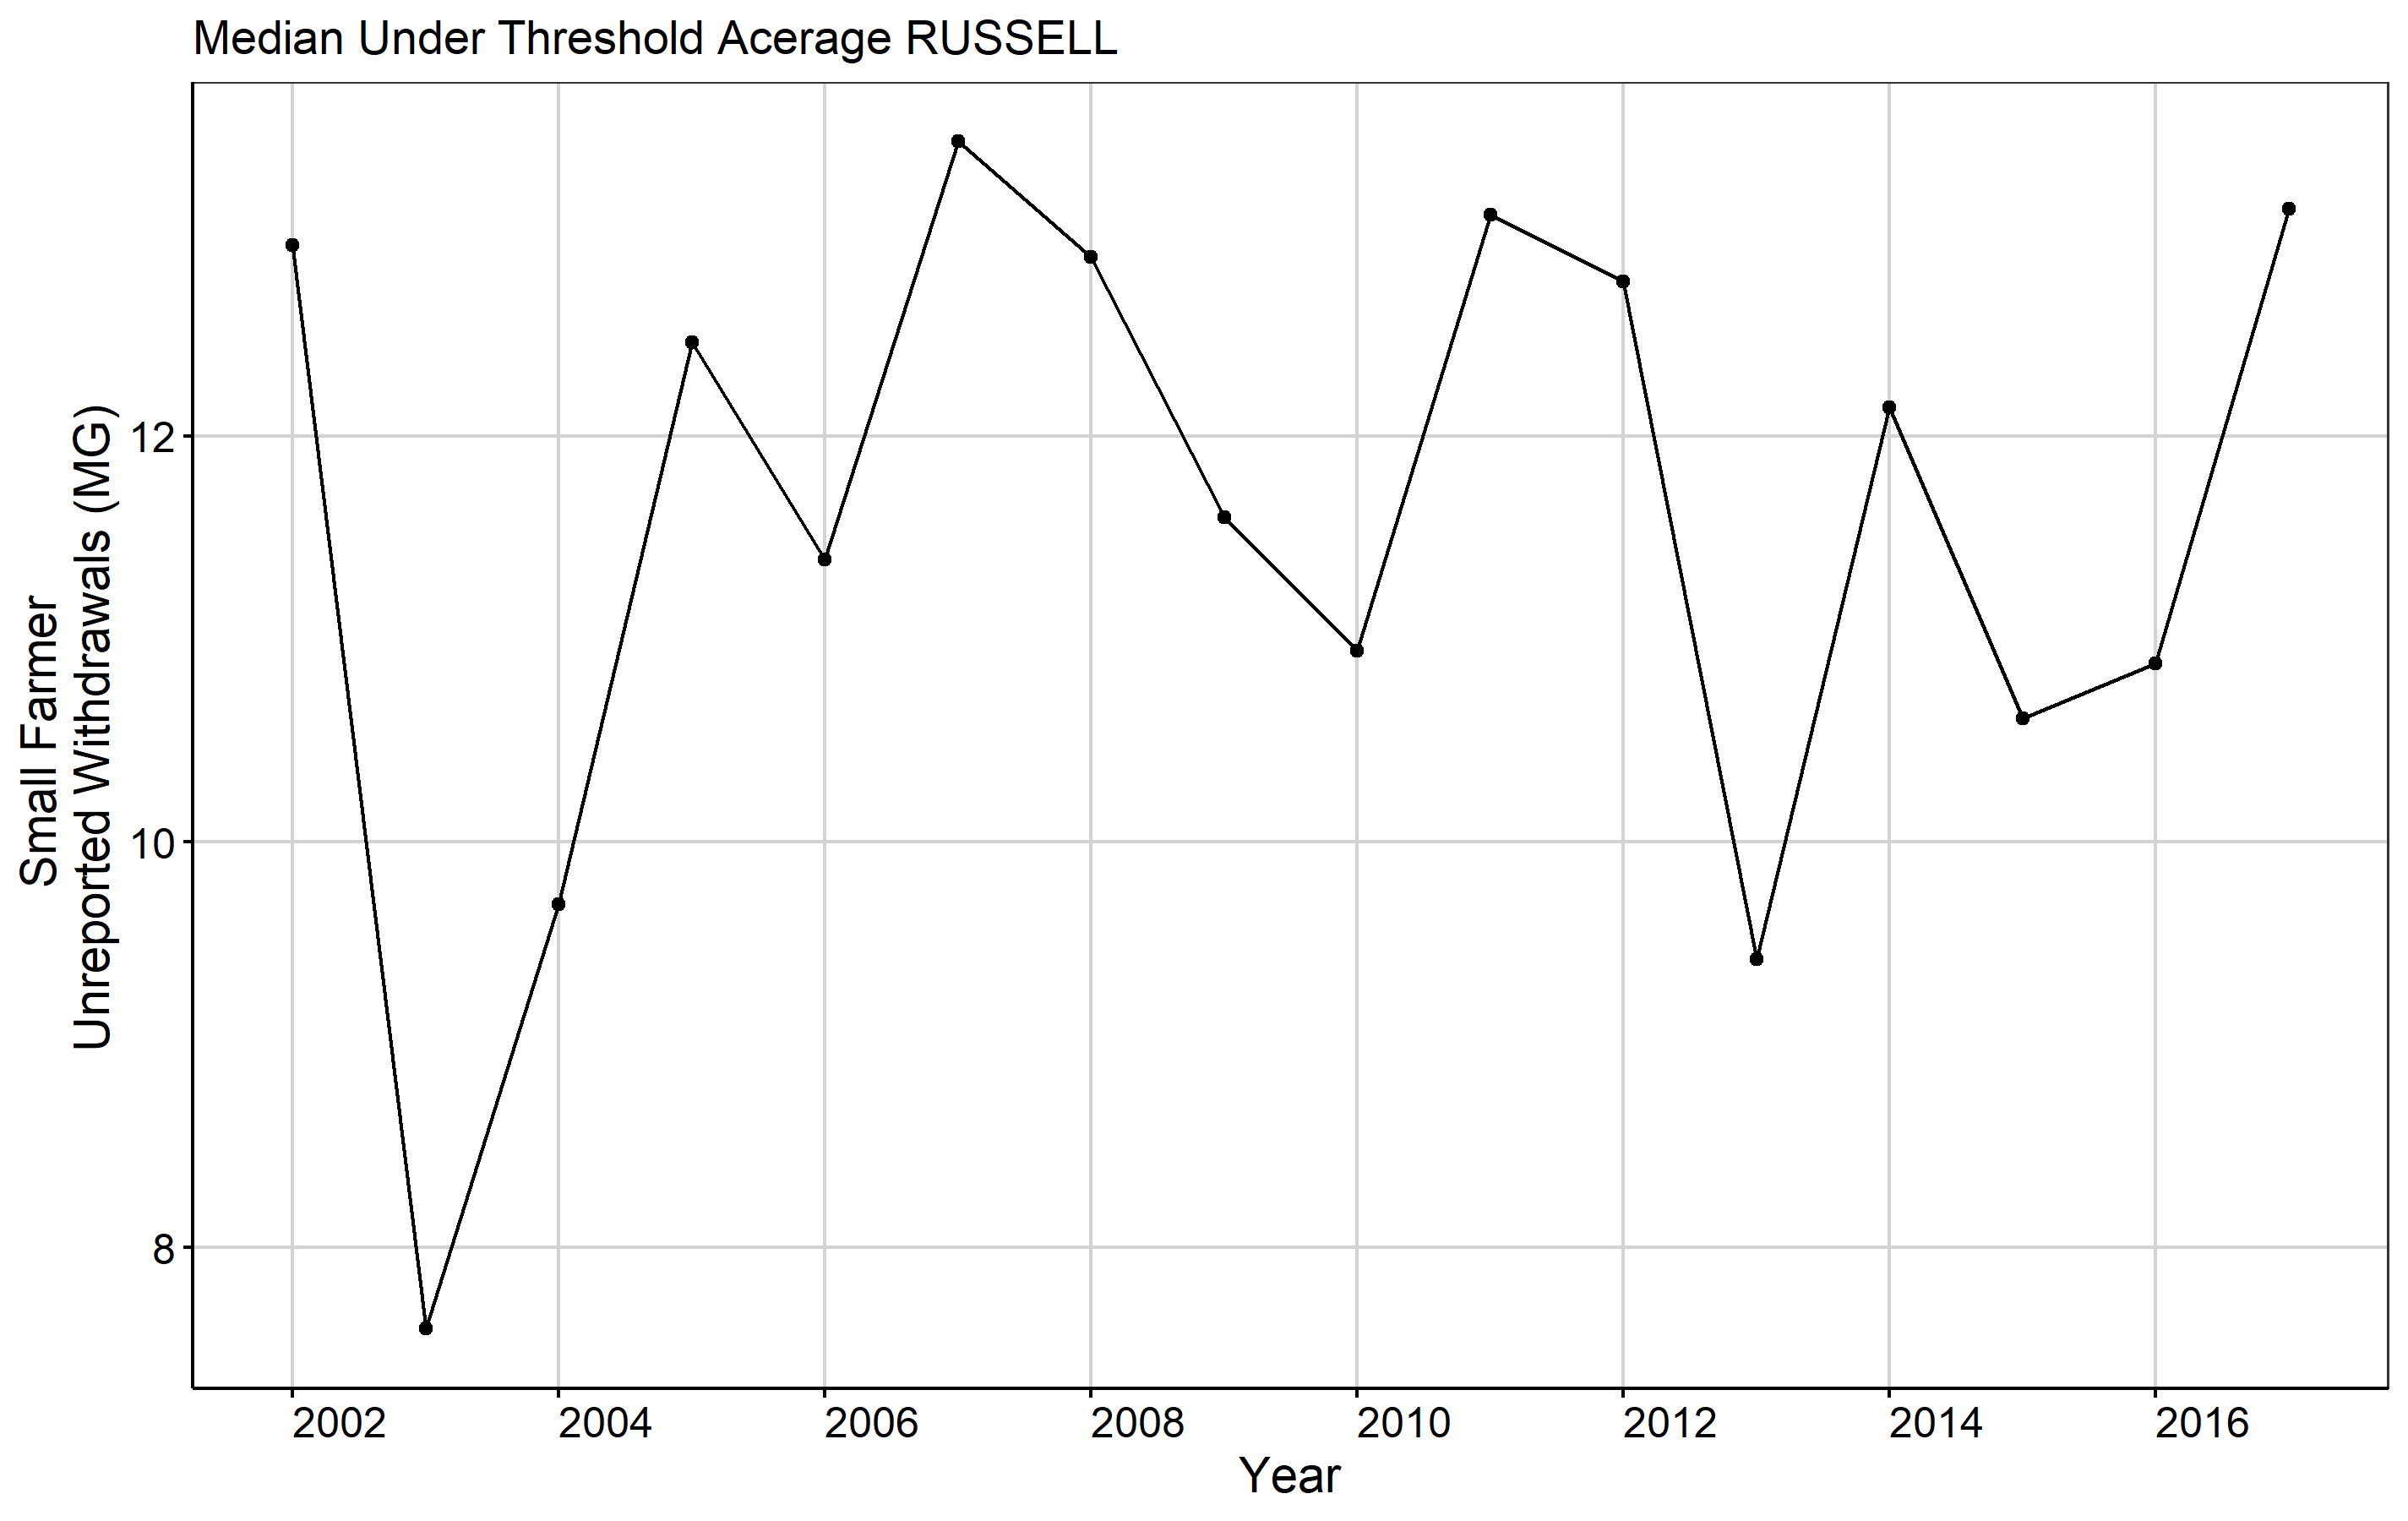 Median Under Threshold Acerage RUSSELL
Small Farmer
Unreported Withdrawals (MG)
12
10
8
2002 2004 2006 2008 2010 2012 2014 2016
Year